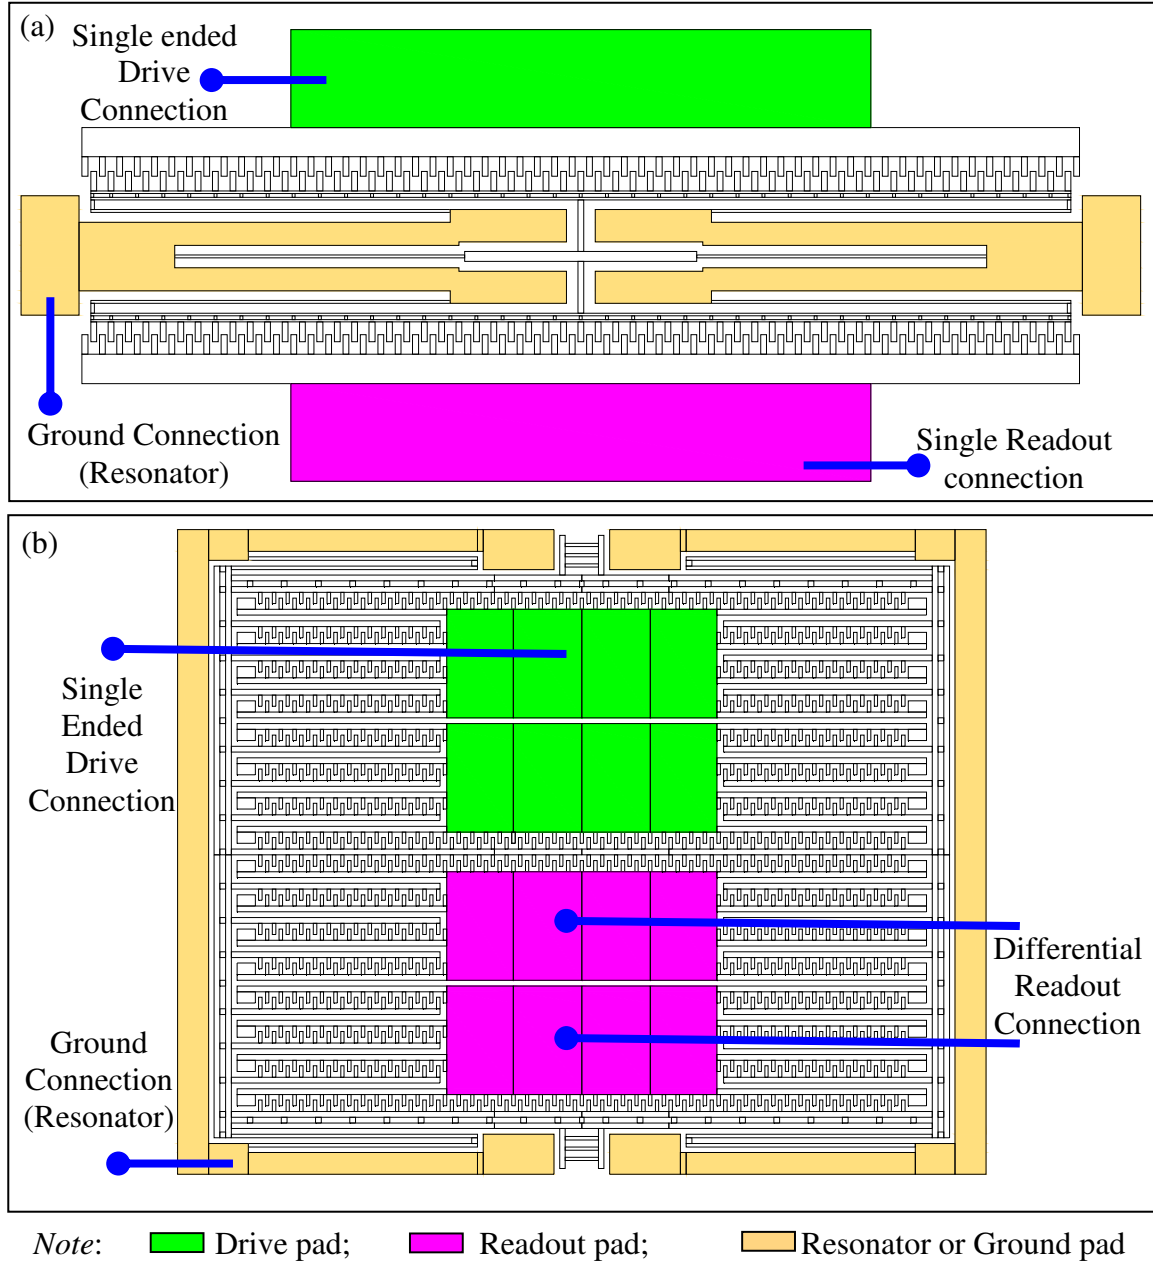 (a)
Single ended
Drive
Connection
Ground Connection
(Resonator)
Single Readout
connection
(b)
Single
Ended
Drive
Connection
Differential
Readout
Connection
Ground
Connection
(Resonator)
Note: Drive pad; Readout pad; Resonator or Ground pad